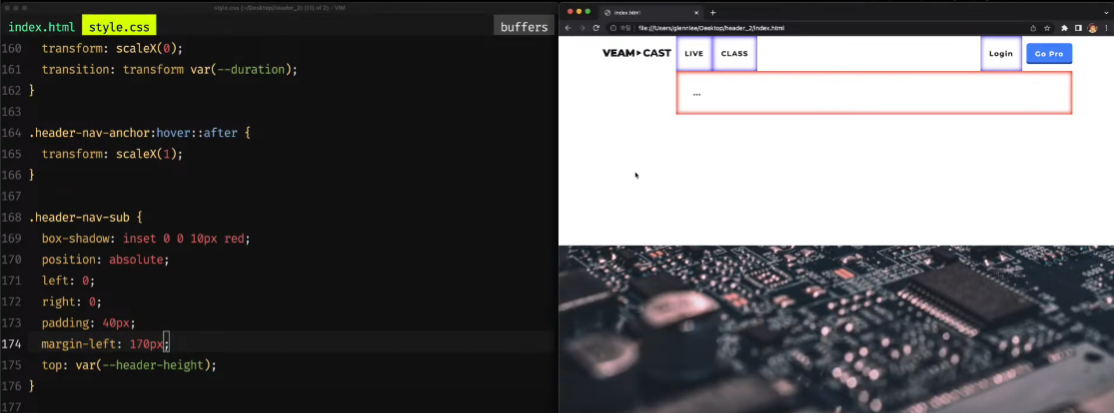 style.css (~/Desktop/header_2) (1) of 2) - VIM
index.html style.css buffers
160 transform: scaleX(0);
161 transition: transform var(--duration);
162 }
163
164 .header-nav-anchor:hover::after {
165 transform: scaleX(1);
166 }
167
168 .header-nav-sub {
169 box-shadow: inset 0 0 10px red;
170 position: absolute;
171 left: 0;
172 right: 0;
173 padding: 40px;
174 margin-left: 170px;
175 top: var(--header-height);
176 }
177
index.html
file:///Users/glennlee/Desktop/header_2/index.html
VEAM CAST LIVE CLASS Login Go Pro
...